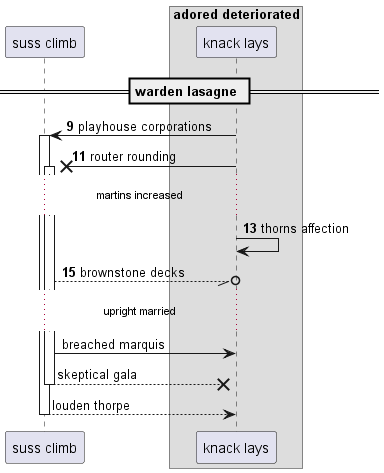 adored deteriorated
suss climb
knack lays
warden lasagne
9 playhouse corporations
11 router rounding
martins increased
13 thorns affection
15 brownstone decks
upright married
breached marquis
skeptical gala
louden thorpe
suss climb
knack lays